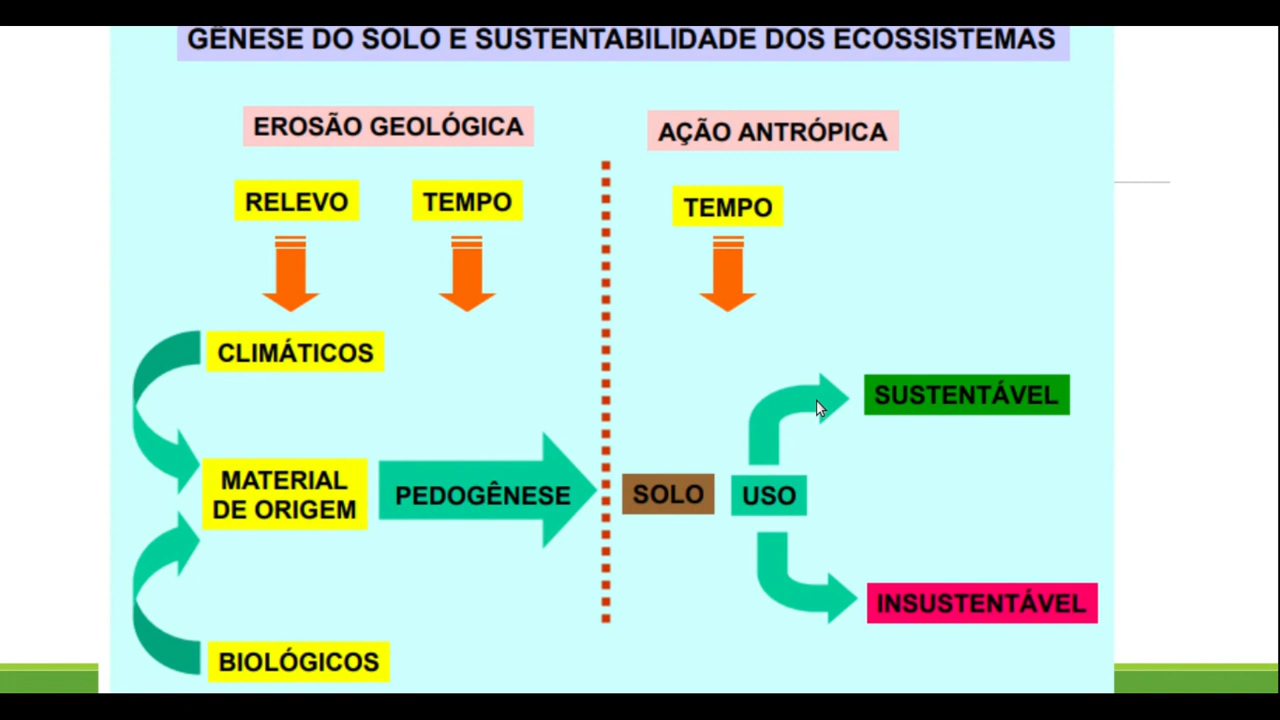 GÊNESE DO SOLO E SUSTENTABILIDADE DOS ECOSSISTEMAS
EROSÃO GEOLÓGICA
AÇÃO ANTRÓPICA
RELEVO
TEMPO
TEMPO
CLIMÁTICOS
SUSTENTÁVEL
MATERIAL
DE ORIGEM
PEDOGÊNESE
SOLO
USO
INSUSTENTÁVEL
BIOLÓGICOS